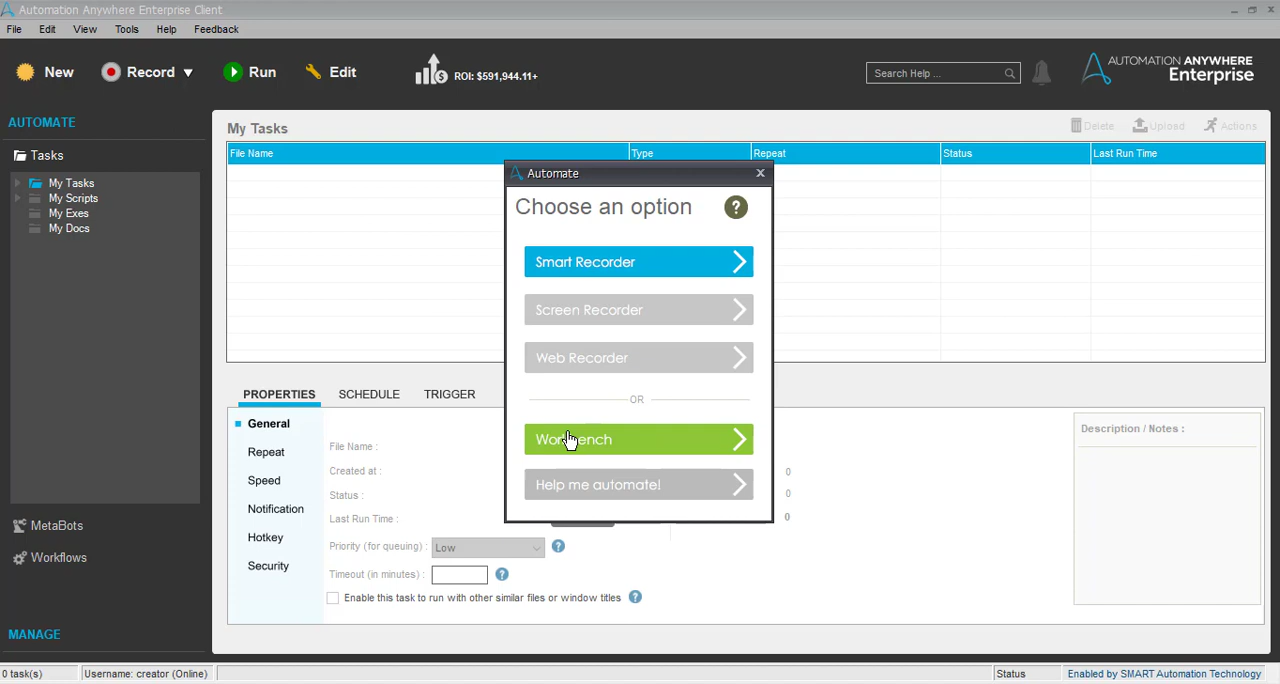 Automation Anywhere Enterprise Client
File Edit View Tools Help Feedback
New Record Run Edit ROI: $591,944.11+ Search Help ... AUTOMATION ANYWHERE
Enterprise
AUTOMATE
My Tasks Delete Upload Actions
Tasks
File Name Type Repeat Status Last Run Time
My Tasks
My Scripts
My Exes
My Docs
Automate X
Choose an option ?
Smart Recorder
Screen Recorder
Web Recorder
OR
Workbench
Help me automate!
PROPERTIES SCHEDULE TRIGGER
General
Repeat
Speed
Notification
Hotkey
Security
File Name :
Created at :
Status :
Last Run Time :
Priority (for queuing) : Low ?
Timeout (in minutes) : ?
Enable this task to run with other similar files or window titles ?
0
0
0
Description / Notes :
MetaBots
Workflows
MANAGE
0 task(s) Username: creator (Online) Status Enabled by SMART Automation Technology